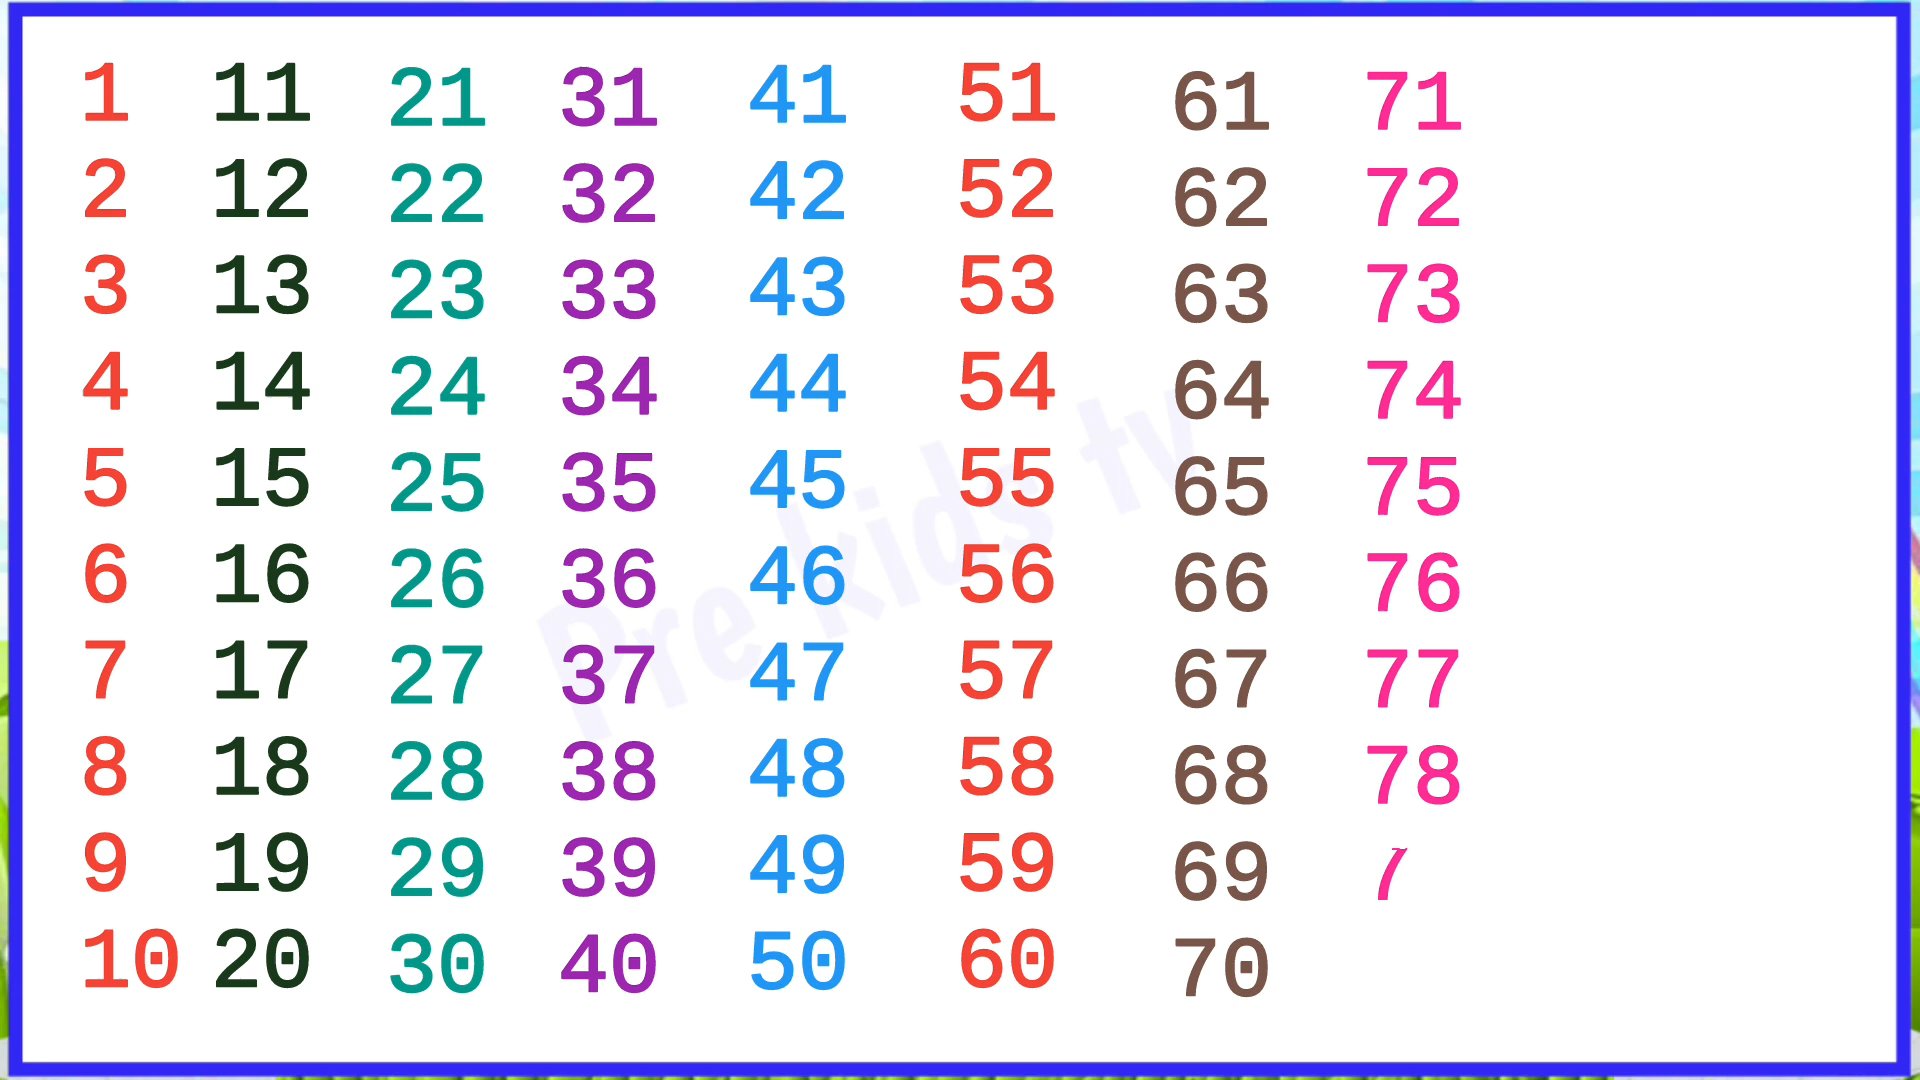 1 11 21 31 41 51 61 71
2 12 22 32 42 52 62 72
3 13 23 33 43 53 63 73
4 14 24 34 44 54 64 74
5 15 25 35 45 55 65 75
6 16 26 36 46 56 66 76
7 17 27 37 47 57 67 77
8 18 28 38 48 58 68 78
9 19 29 39 49 59 69
10 20 30 40 50 60 70
Pre kids tv